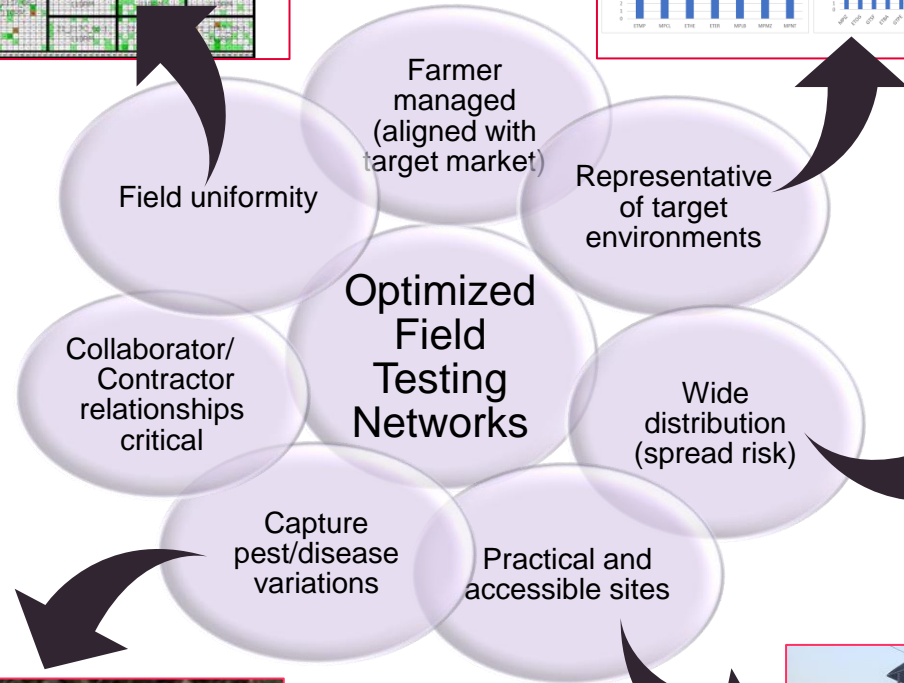 Farmer
managed
(aligned with
target market)
Field uniformity
Representative
of target
environments
Optimized
Field
Testing
Networks
Collaborator/
Contractor
relationships
critical
Wide
distribution
(spread risk)
Capture
pest/disease
variations
Practical and
accessible sites